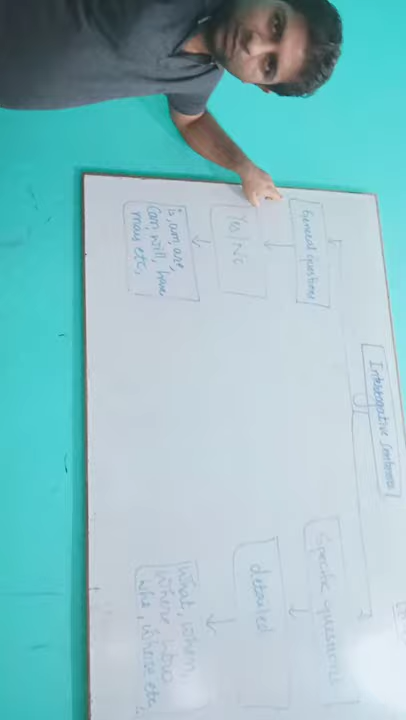 Interrogative Sentences
General questions
Yes No
is, am, are,
Can, will, have
may etc,
Specific questions
detailed
What, when,
Where, How
who, whose etc.